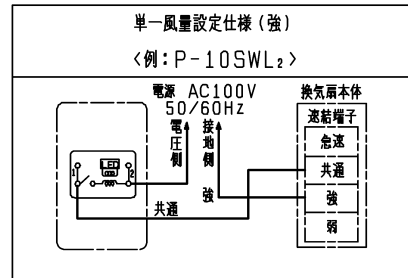 単一風量設定仕様（強）
〈例：P-10SWL₂〉
電源 AC100V
50/60Hz
換気扇本体
速結端子
電圧側
接地側
急速
共通
強
弱
LED
1
2
強
共通